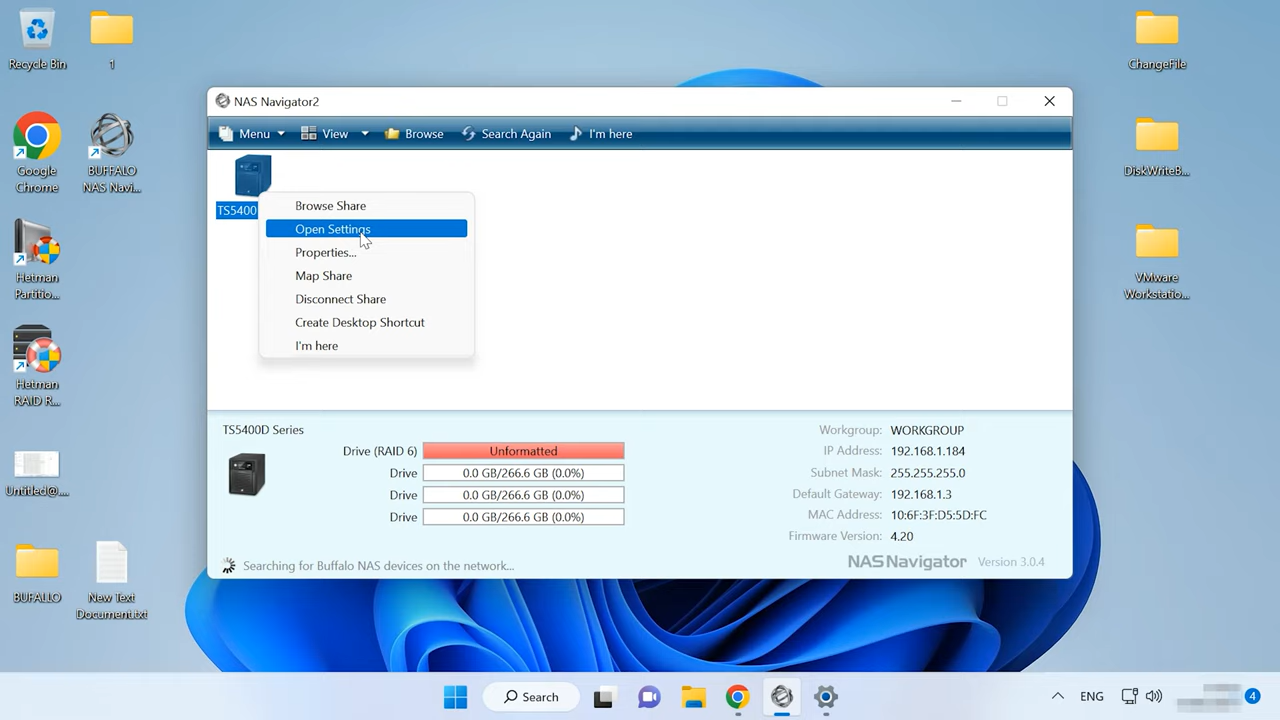 Recycle Bin
1
Google
Chrome
BUFFALO
NAS Navi...
Hetman
Partitio...
Hetman
RAID R...
Untitled@....
BUFALLO
New Text
Document.txt
ChangeFile
DiskWriteB...
VMware
Workstatio...
NAS Navigator2
Menu View Browse Search Again I'm here
TS5400
Browse Share
Open Settings
Properties...
Map Share
Disconnect Share
Create Desktop Shortcut
I'm here
TS5400D Series
Drive (RAID 6) Unformatted
Drive 0.0 GB/266.6 GB (0.0%)
Drive 0.0 GB/266.6 GB (0.0%)
Drive 0.0 GB/266.6 GB (0.0%)
Workgroup: WORKGROUP
IP Address: 192.168.1.184
Subnet Mask: 255.255.255.0
Default Gateway: 192.168.1.3
MAC Address: 10:6F:3F:D5:5D:FC
Firmware Version: 4.20
NAS Navigator Version 3.0.4
Searching for Buffalo NAS devices on the network...
Search
ENG
4